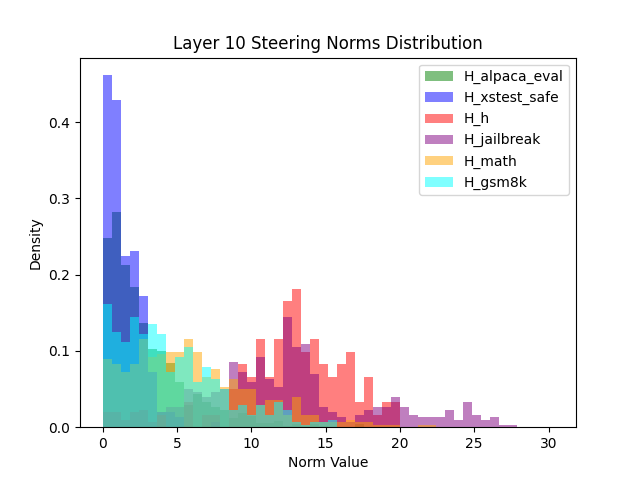 Layer 10 Steering Norms Distribution
H_alpaca_eval
H_xstest_safe
H_h
H_jailbreak
H_math
H_gsm8k
Density
0.4
0.3
0.2
0.1
0.0
0 5 10 15 20 25 30
Norm Value